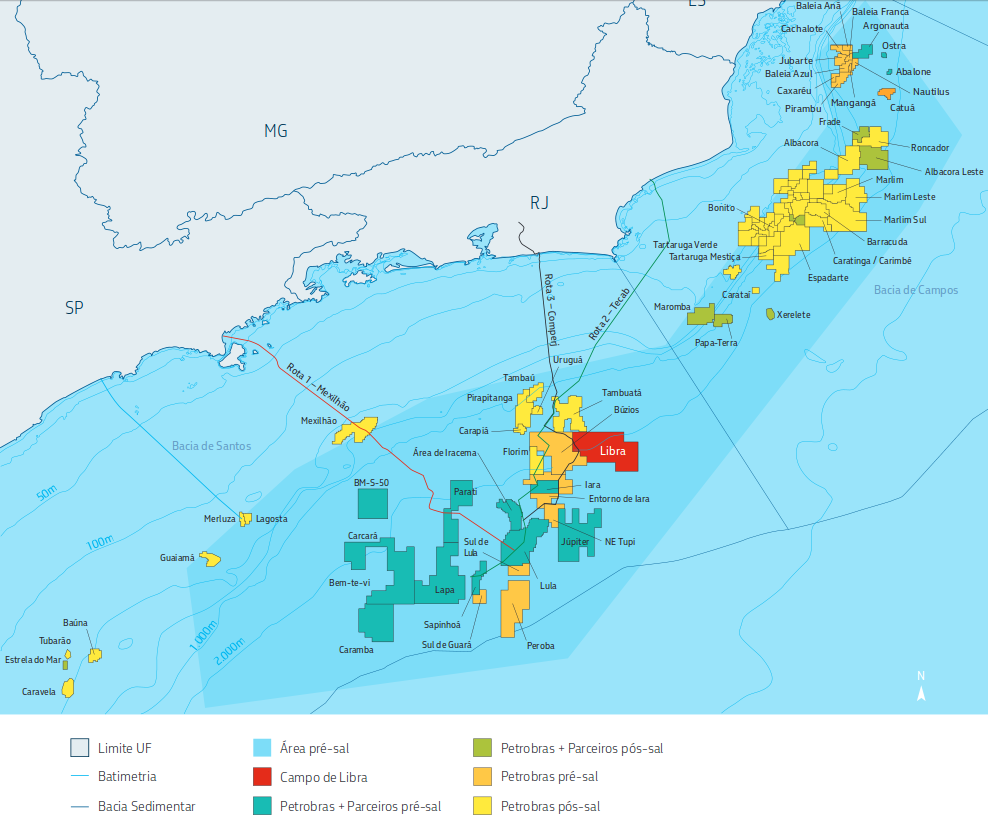 ES
Baleia Anã
Baleia Franca
Argonauta
Cachalote
Ostra
Jubarte
Baleia Azul
Abalone
Caxaréu
Nautilus
Mangangá
Pirambu
Catuá
Frade
MG
Albacora
Roncador
Albacora Leste
Marlim
Marlim Leste
RJ
Bonito
Marlim Sul
Barracuda
Tartaruga Verde
Tartaruga Mestiça
Caratinga / Carimbé
Espadarte
Carataí
Bacia de Campos
SP
Maromba
Xerelete
Papa-Terra
Rota 3 – Comperj
Rota 2 – Tecab
Rota 1 – Mexilhão
Uruguá
Tambaú
Pirapitanga
Tambuatá
Búzios
Mexilhão
Carapiá
Bacia de Santos
Área de Iracema
Florim
Libra
BM-S-50
Parati
Iara
Entorno de Iara
50m
Merluza
Lagosta
100m
Carcará
Sul de
Lula
Júpiter
NE Tupi
Guaiamá
Bem-te-vi
Lapa
Lula
Sapinhoá
Baúna
1.000m
Tubarão
2.000m
Sul de Guará
Peroba
Caramba
Estrela do Mar
Caravela
N
Limite UF
Área pré-sal
Petrobras + Parceiros pós-sal
Batimetria
Campo de Libra
Petrobras pré-sal
Bacia Sedimentar
Petrobras + Parceiros pré-sal
Petrobras pós-sal